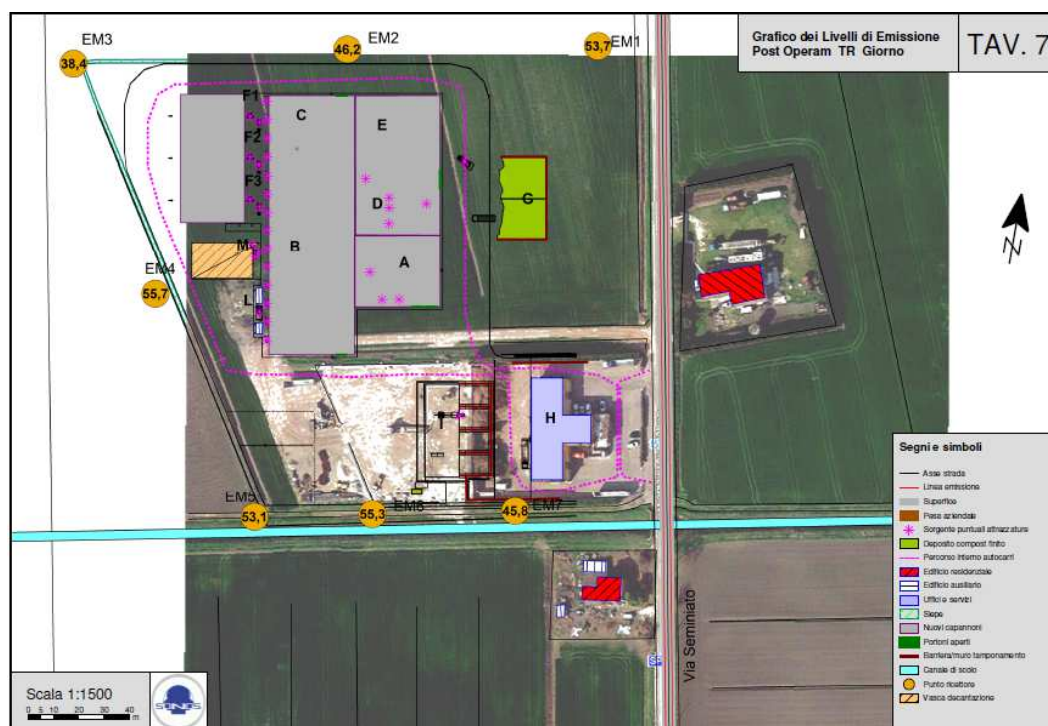 Grafico dei Livelli di Emissione
Post Operam TR Giorno
TAV. 7
EM3
38,4
46,2
EM2
53,7
EM1
F1
C
E
F2
F3
D
G
M
B
A
EM4
55,7
L
H
I
EM5
53,1
55,3
EM6
45,8
EM7
Via Seminiato
Segni e simboli
Asse strada
Linea emissione
Superfice
Pesa aziendale
Sorgente puntuali attrezzature
Deposito compost finito
Percorso interno autocarri
Edificio residenziale
Edificio ausiliario
Uffici e servizi
Siepe
Nuovi capannoni
Portoni aperti
Barriera/muro tamponamento
Canale di scolo
Punto ricettore
Vasca decantazione
Scala 1:1500
0 5 10 20 30 40
m